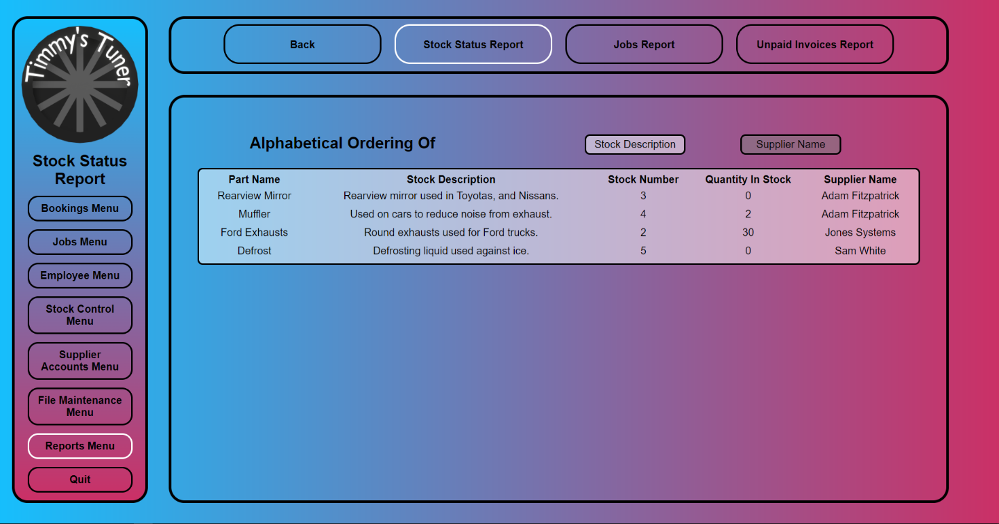 Timmy's Tuner
Stock Status
Report
Bookings Menu
Jobs Menu
Employee Menu
Stock Control
Menu
Supplier
Accounts Menu
File Maintenance
Menu
Reports Menu
Quit
Back Stock Status Report Jobs Report Unpaid Invoices Report
Alphabetical Ordering Of Stock Description Supplier Name
Part Name Stock Description Stock Number Quantity In Stock Supplier Name
Rearview Mirror Rearview mirror used in Toyotas, and Nissans. 3 0 Adam Fitzpatrick
Muffler Used on cars to reduce noise from exhaust. 4 2 Adam Fitzpatrick
Ford Exhausts Round exhausts used for Ford trucks. 2 30 Jones Systems
Defrost Defrosting liquid used against ice. 5 0 Sam White